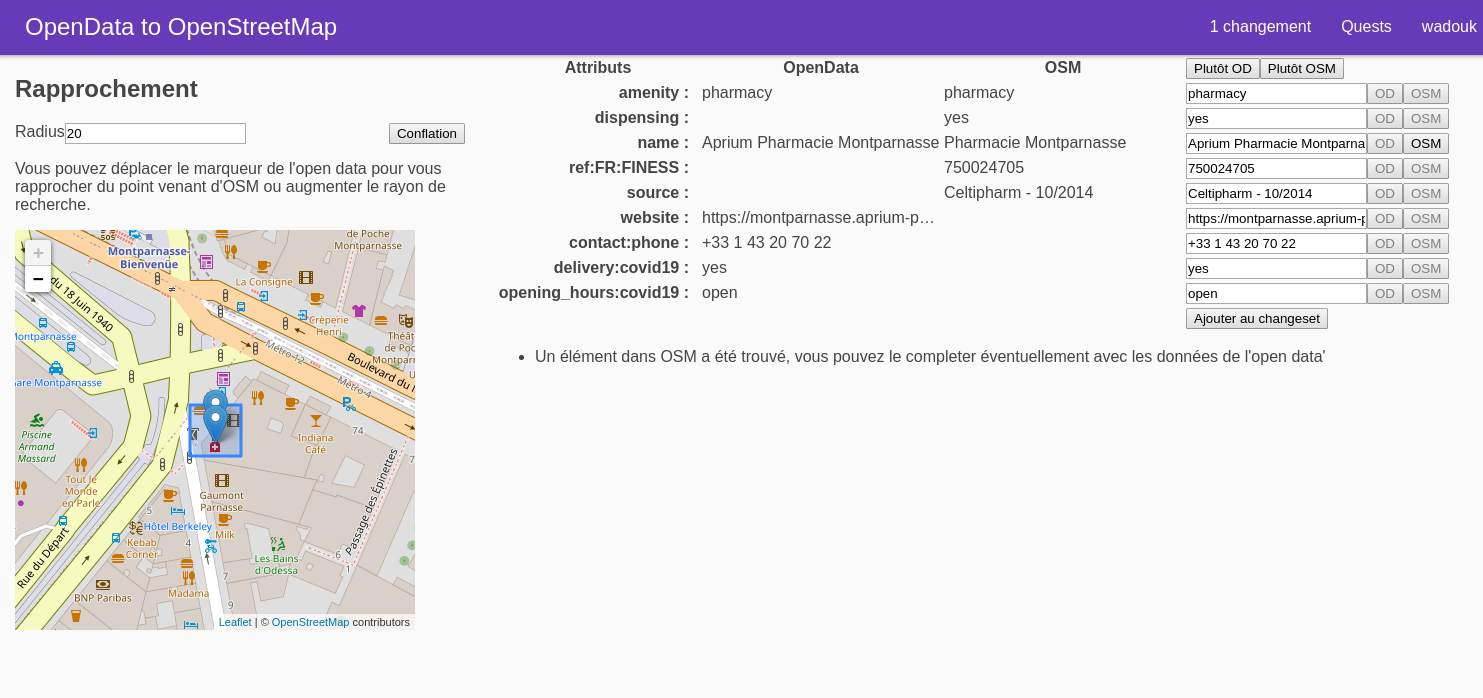 OpenData to OpenStreetMap
1 changement Quests wadouk
Rapprochement
Radius 20 Conflation
Vous pouvez déplacer le marqueur de l'open data pour vous
rapprocher du point venant d'OSM ou augmenter le rayon de
recherche.
+
−
sos
Montparnasse-
Bienvenüe
de Poche
Montparnasse
La Consigne
du 18 Juin 1940
Crêperie
Henri
Théât
de Poc
Montparn
Montparnasse
Métro 12
Boulevard du M
Métro 4
Gare Montparnasse
Piscine
Armand
Massard
Indiana
Café
74
Tout le
Monde
en Parle
Gaumont
Parnasse
Passage des Épinettes
5
Hôtel Berkeley
Milk
Kebab
Corner
4
Les Bains
d'Odessa
6
1
Rue du Départ
7
Madama
BNP Paribas
9
Leaflet | © OpenStreetMap contributors
Attributs OpenData OSM Plutôt OD Plutôt OSM
amenity : pharmacy pharmacy pharmacy OD OSM
dispensing : yes yes OD OSM
name : Aprium Pharmacie Montparnasse Pharmacie Montparnasse Aprium Pharmacie Montparna OD OSM
ref:FR:FINESS : 750024705 750024705 OD OSM
source : Celtipharm - 10/2014 Celtipharm - 10/2014 OD OSM
website : https://montparnasse.aprium-p… https://montparnasse.aprium-p OD OSM
contact:phone : +33 1 43 20 70 22 +33 1 43 20 70 22 OD OSM
delivery:covid19 : yes yes OD OSM
opening_hours:covid19 : open open OD OSM
Ajouter au changeset
• Un élément dans OSM a été trouvé, vous pouvez le completer éventuellement avec les données de l'open data'